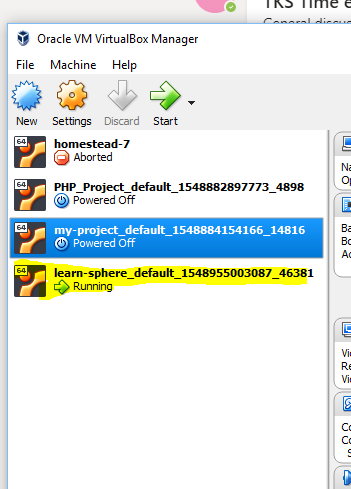 TKS Time e
General discu
Oracle VM VirtualBox Manager
File Machine Help
New Settings Discard Start
64 homestead-7
Aborted
64 PHP_Project_default_1548882897773_4898
Powered Off
64 my-project_default_1548884154166_14816
Powered Off
64 learn-sphere_default_1548955003087_46381
Running
Na
Op
Ba
Bo
Ac
Vi
Re
Vi
Co
Co
S